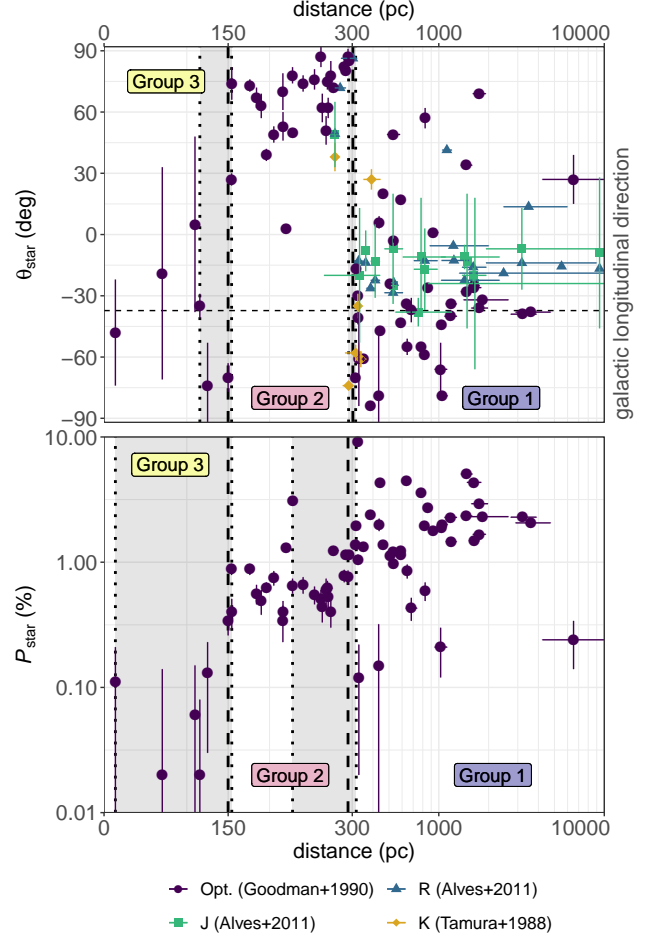 distance (pc)
0 150 300 1000 10000
90
60
30
0
−30
−60
−90
θstar (deg)
Group 3
Group 2
Group 1
galactic longitudinal direction
10.00
1.00
0.10
0.01
Pstar (%)
Group 3
Group 2
Group 1
0 150 300 1000 10000
distance (pc)
Opt. (Goodman+1990) R (Alves+2011)
J (Alves+2011) K (Tamura+1988)